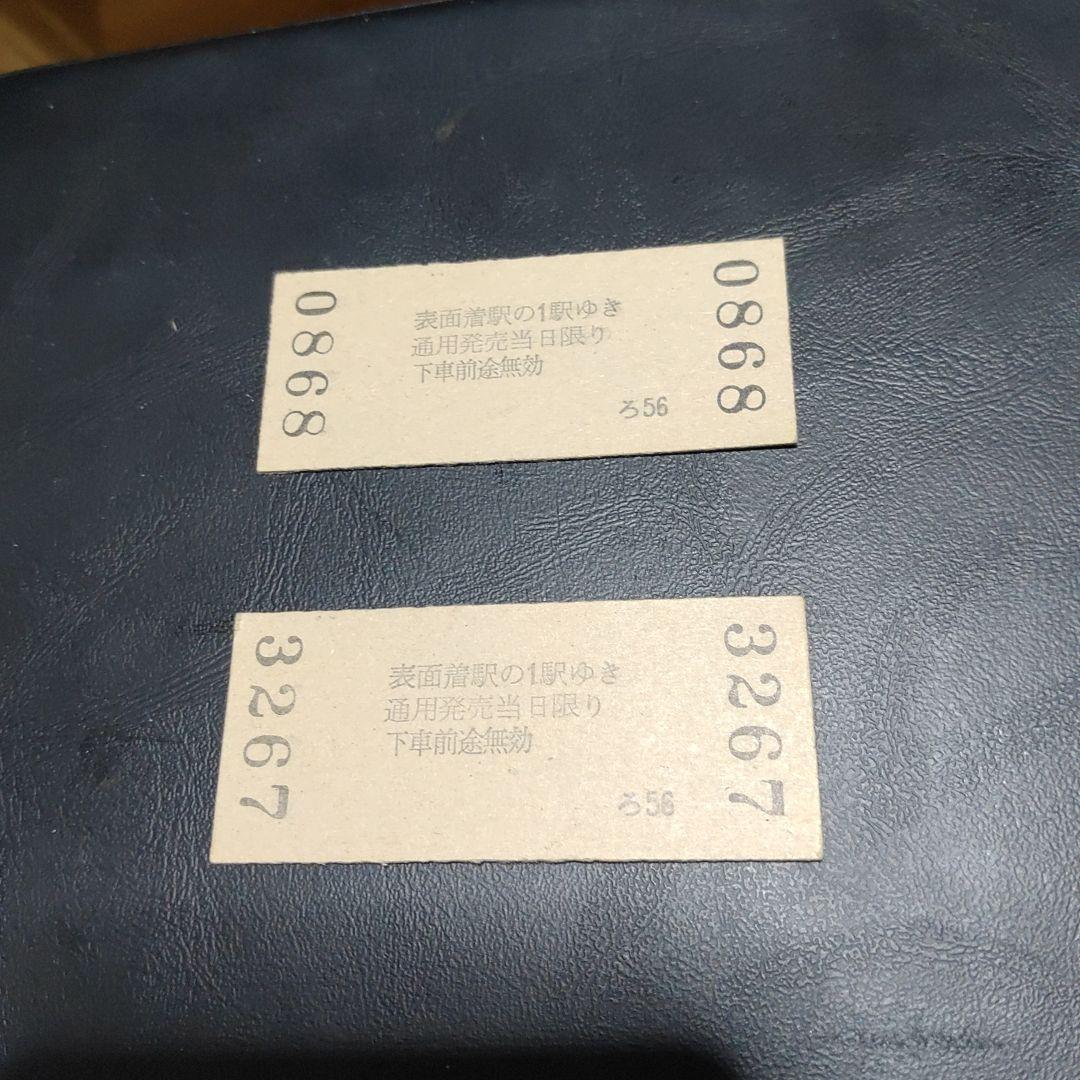 0868
表面着駅の1駅ゆき
通用発売当日限り
下車前途無効
ろ56
0868
3267
表面着駅の1駅ゆき
通用発売当日限り
下車前途無効
ろ56
3267